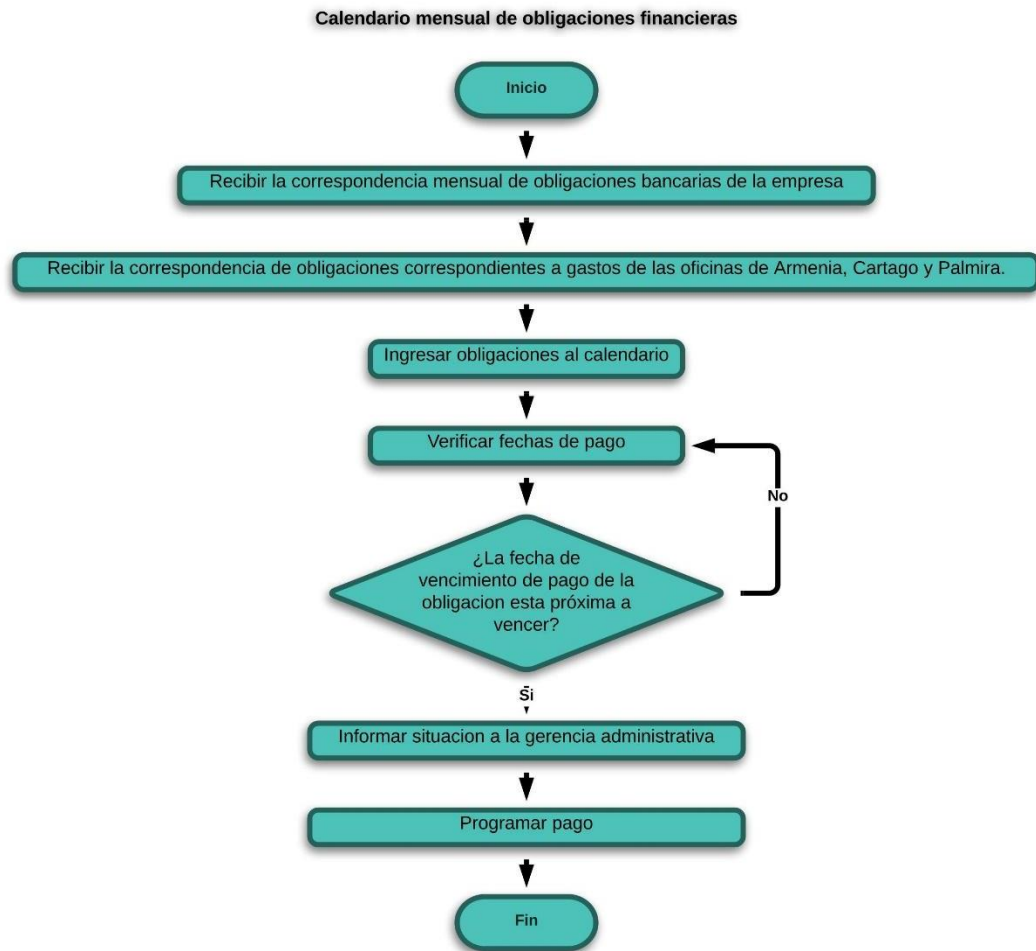 Calendario mensual de obligaciones financieras
Inicio
Recibir la correspondencia mensual de obligaciones bancarias de la empresa
Recibir la correspondencia de obligaciones correspondientes a gastos de las oficinas de Armenia, Cartago y Palmira.
Ingresar obligaciones al calendario
Verificar fechas de pago
No
¿La fecha de
vencimiento de pago de la
obligacion esta próxima a
vencer?
Si
Informar situacion a la gerencia administrativa
Programar pago
Fin